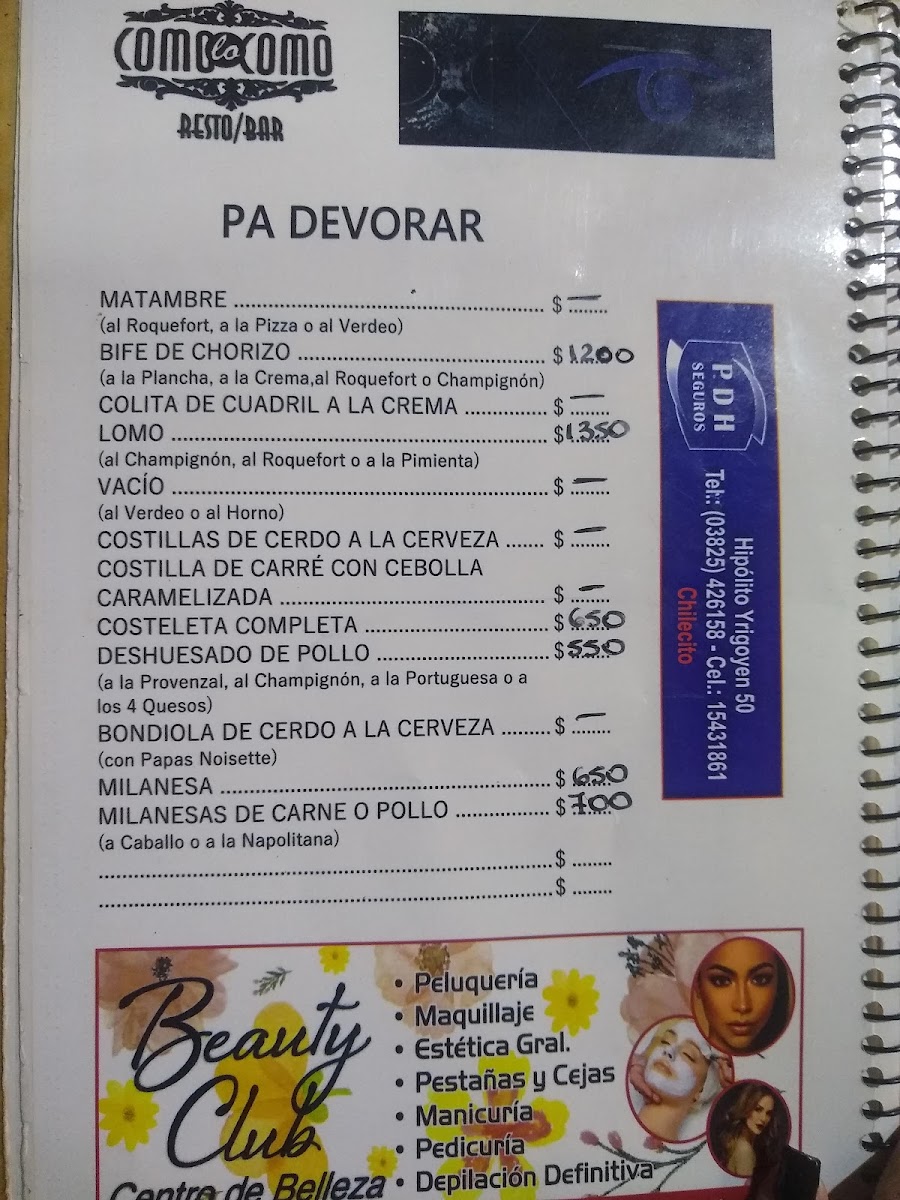 COMO lo COMO
RESTO/BAR
PA DEVORAR
MATAMBRE ........ $ —
(al Roquefort, a la Pizza o al Verdeo)
BIFE DE CHORIZO ........ $ 1200
(a la Plancha, a la Crema,al Roquefort o Champignón)
COLITA DE CUADRIL A LA CREMA ........ $ —
LOMO ........ $ 1350
(al Champignón, al Roquefort o a la Pimienta)
VACÍO ........ $ —
(al Verdeo o al Horno)
COSTILLAS DE CERDO A LA CERVEZA ....... $ —
COSTILLA DE CARRÉ CON CEBOLLA
CARAMELIZADA ........ $ —
COSTELETA COMPLETA ........ $ 650
DESHUESADO DE POLLO ........ $ 550
(a la Provenzal, al Champignón, a la Portuguesa o a
los 4 Quesos)
BONDIOLA DE CERDO A LA CERVEZA ......... $ —
(con Papas Noisette)
MILANESA ........ $ 650
MILANESAS DE CARNE O POLLO ........ $ 700
(a Caballo o a la Napolitana)
........ $ ........
........ $ ........
P.D.H
SEGUROS
Hipólito Yrigoyen 50
Tel.: (03825) 426158 - Cel.: 15431861
Chilecito
Beauty
Club
Centro de Belleza
• Peluquería
• Maquillaje
• Estética Gral.
• Pestañas y Cejas
• Manicuría
• Pedicuría
• Depilación Definitiva